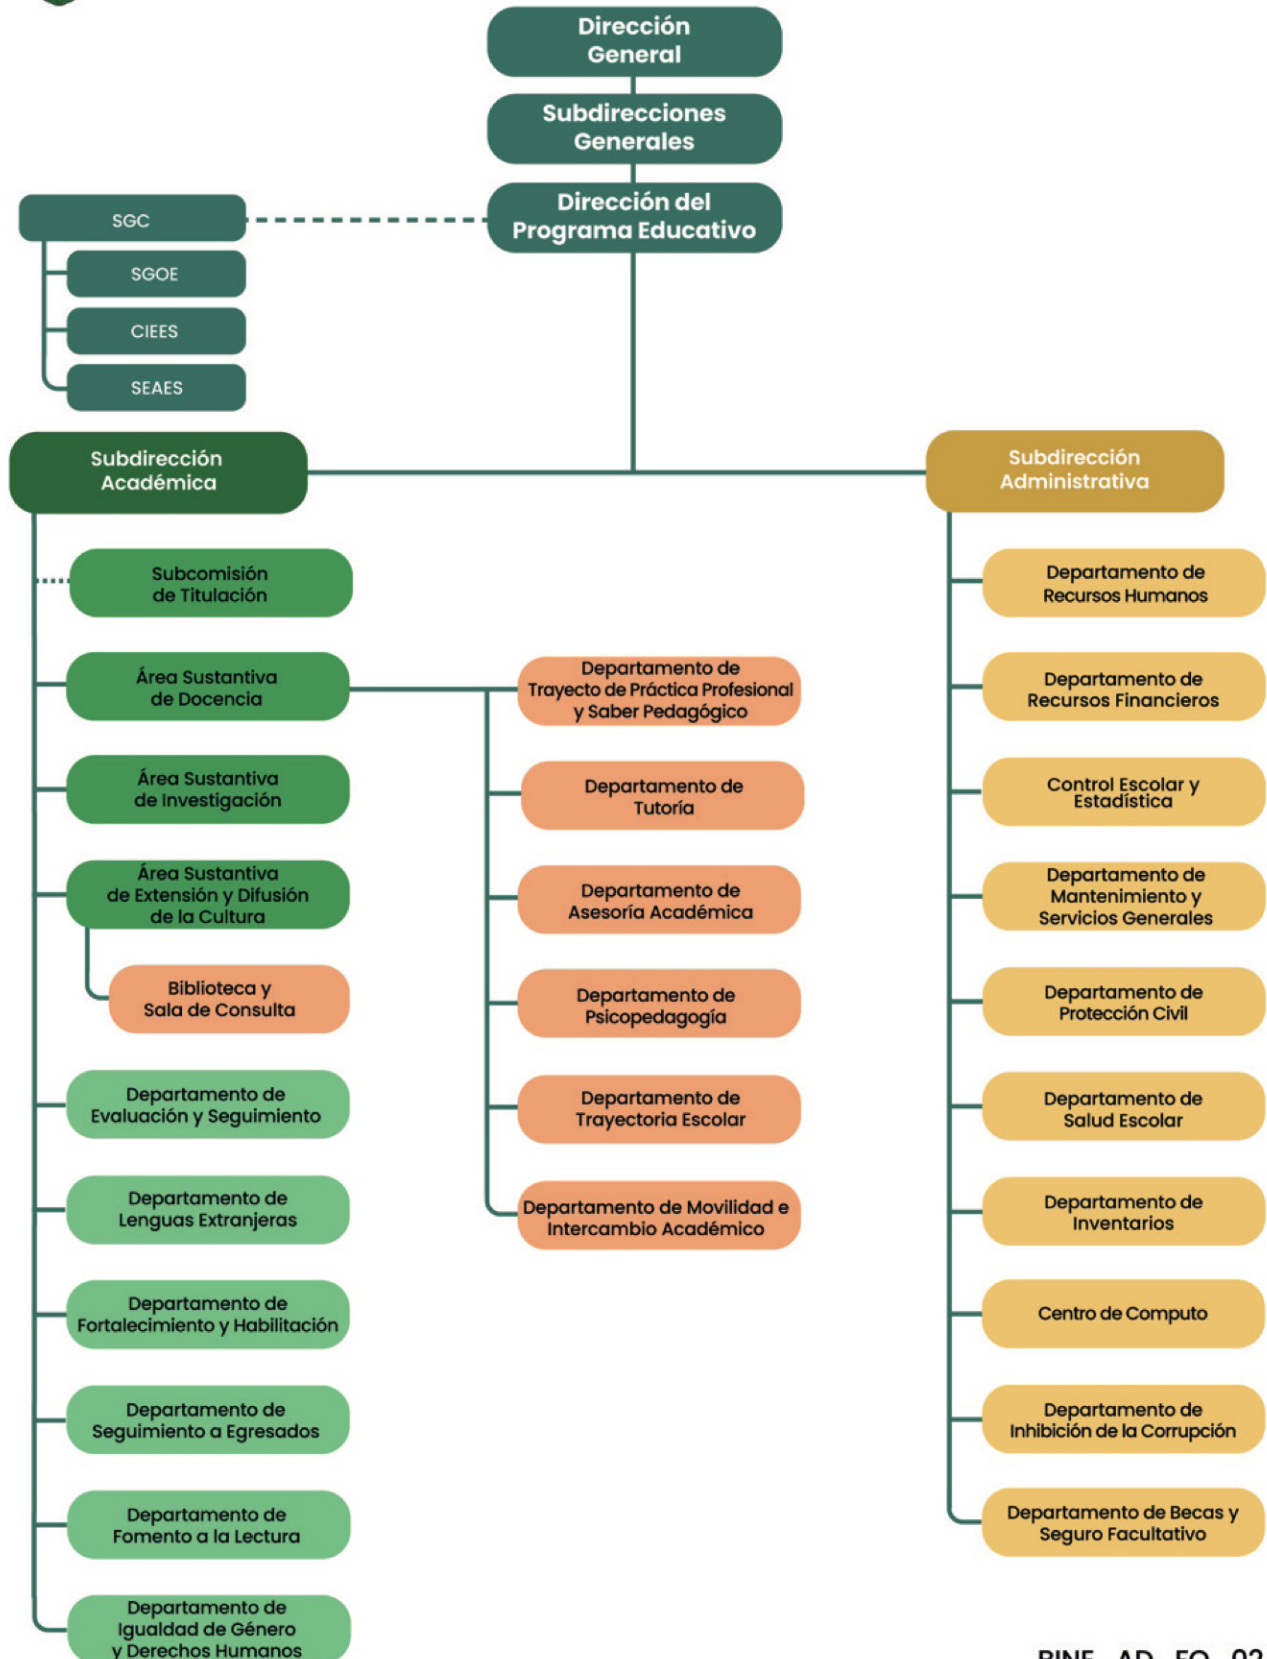 Dirección
General
Subdirecciones
Generales
Dirección del
Programa Educativo
SGC
SGOE
CIEES
SEAES
Subdirección
Académica
Subdirección
Administrativa
Subcomisión
de Titulación
Área Sustantiva
de Docencia
Área Sustantiva
de Investigación
Área Sustantiva
de Extensión y Difusión
de la Cultura
Biblioteca y
Sala de Consulta
Departamento de
Evaluación y Seguimiento
Departamento de
Lenguas Extranjeras
Departamento de
Fortalecimiento y Habilitación
Departamento de
Seguimiento a Egresados
Departamento de
Fomento a la Lectura
Departamento de
Igualdad de Género
y Derechos Humanos
Departamento de
Trayecto de Práctica Profesional
y Saber Pedagógico
Departamento de
Tutoría
Departamento de
Asesoría Académica
Departamento de
Psicopedagogía
Departamento de
Trayectoria Escolar
Departamento de Movilidad e
Intercambio Académico
Departamento de
Recursos Humanos
Departamento de
Recursos Financieros
Control Escolar y
Estadística
Departamento de
Mantenimiento y
Servicios Generales
Departamento de
Protección Civil
Departamento de
Salud Escolar
Departamento de
Inventarios
Centro de Computo
Departamento de
Inhibición de la Corrupción
Departamento de Becas y
Seguro Facultativo